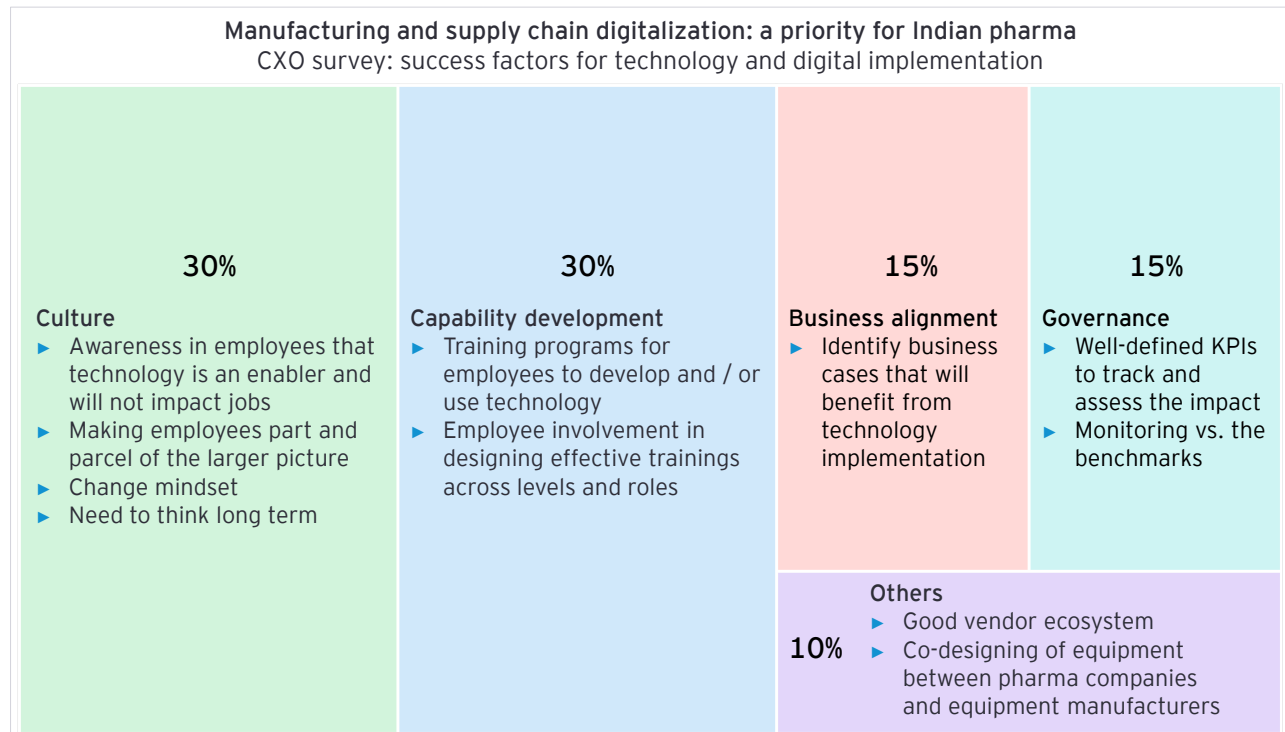 Manufacturing and supply chain digitalization: a priority for Indian pharma
CXO survey: success factors for technology and digital implementation
30%
Culture
► Awareness in employees that
technology is an enabler and
will not impact jobs
► Making employees part and
parcel of the larger picture
► Change mindset
► Need to think long term
30%
Capability development
► Training programs for
employees to develop and / or
use technology
► Employee involvement in
designing effective trainings
across levels and roles
15%
Business alignment
► Identify business
cases that will
benefit from
technology
implementation
15%
Governance
► Well-defined KPIs
to track and
assess the impact
► Monitoring vs. the
benchmarks
10%
Others
► Good vendor ecosystem
► Co-designing of equipment
between pharma companies
and equipment manufacturers